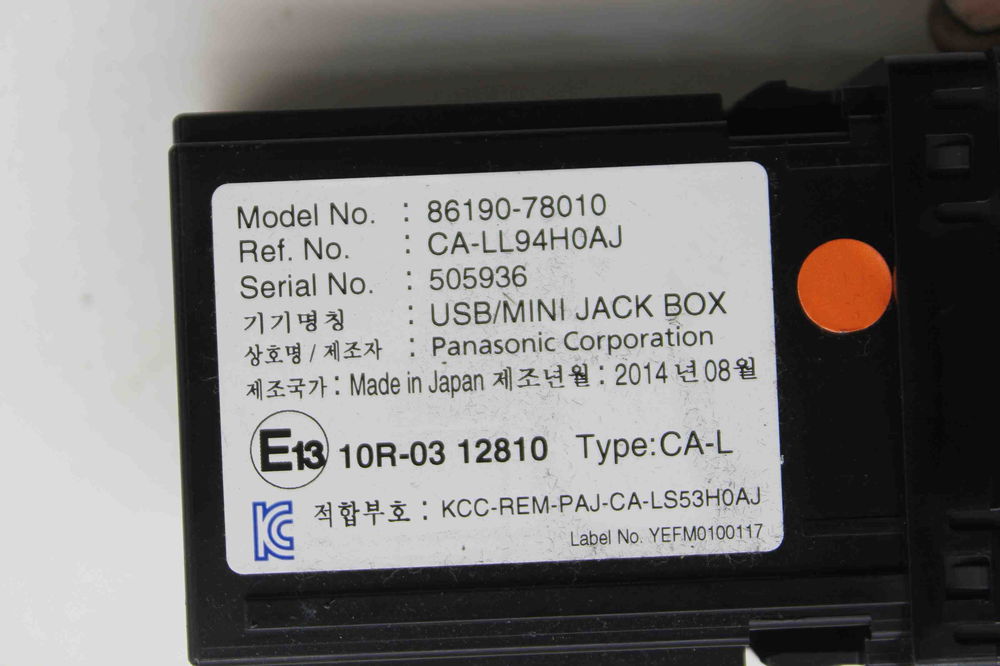 Model No. : 86190-78010
Ref. No. : CA-LL94H0AJ
Serial No. : 505936
기기명칭 : USB/MINI JACK BOX
상호명 / 제조자 : Panasonic Corporation
제조국가 : Made in Japan 제조년월 : 2014 년 08 월
E13 10R-03 12810 Type:CA-L
KC 적합부호 : KCC-REM-PAJ-CA-LS53H0AJ
Label No. YEFM0100117